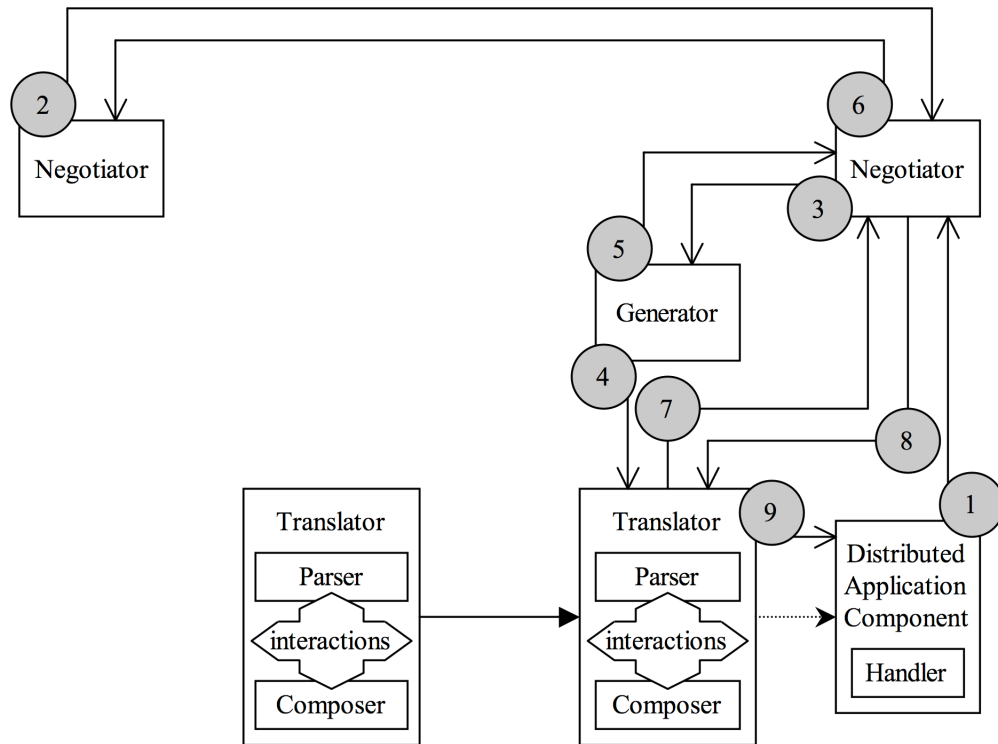 2
6
Negotiator
Negotiator
3
5
Generator
4
7
8
9
1
Translator
Parser
interactions
Composer
Translator
Parser
interactions
Composer
Distributed
Application
Component
Handler